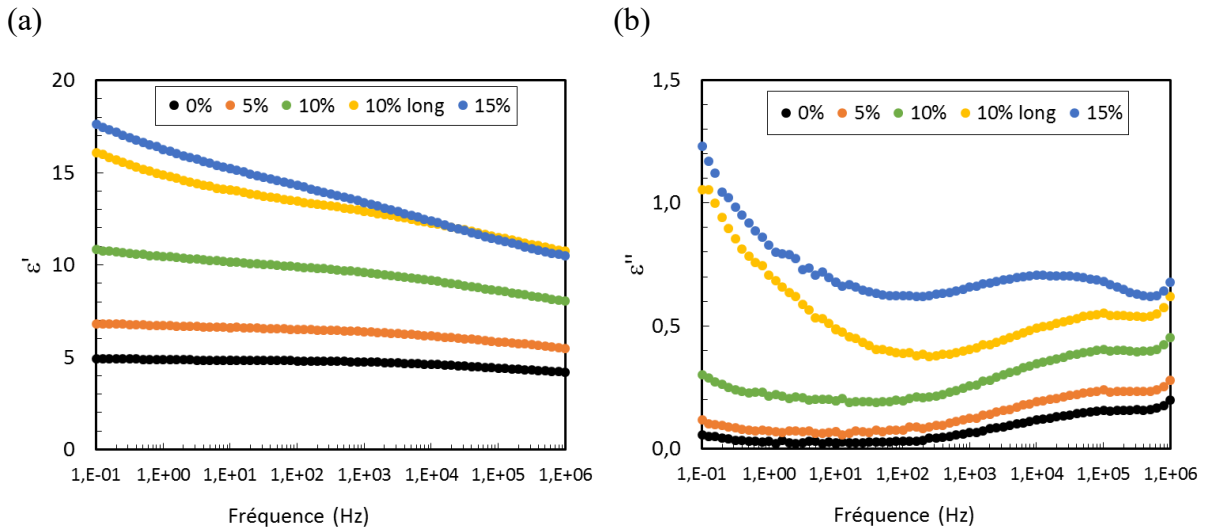 (a)
20
15
10
5
0
ε'
0% 5% 10% 10% long 15%
1,E-01 1,E+00 1,E+01 1,E+02 1,E+03 1,E+04 1,E+05 1,E+06
Fréquence (Hz)
(b)
1,5
1,0
0,5
0,0
ε"
0% 5% 10% 10% long 15%
1,E-01 1,E+00 1,E+01 1,E+02 1,E+03 1,E+04 1,E+05 1,E+06
Fréquence (Hz)